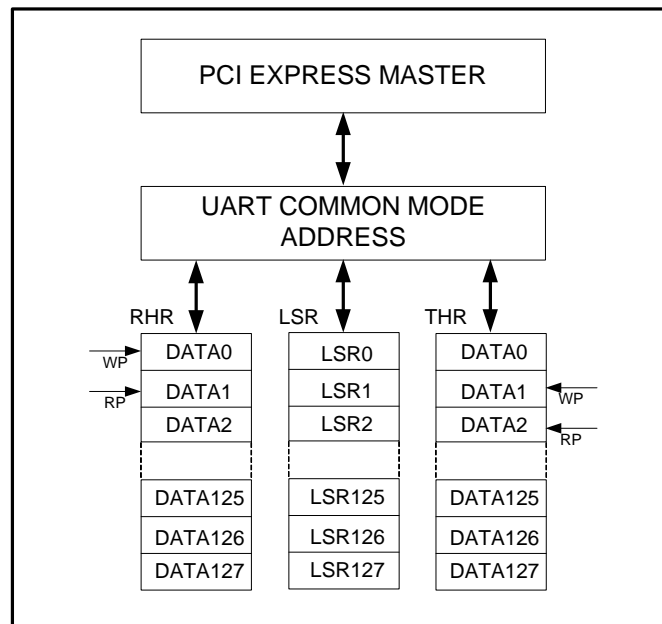 PCI EXPRESS MASTER
UART COMMON MODE
ADDRESS
RHR LSR THR
DATA0 LSR0 DATA0
WP
DATA1 LSR1 DATA1
RP WP
DATA2 LSR2 DATA2
RP
DATA125 LSR125 DATA125
DATA126 LSR126 DATA126
DATA127 LSR127 DATA127